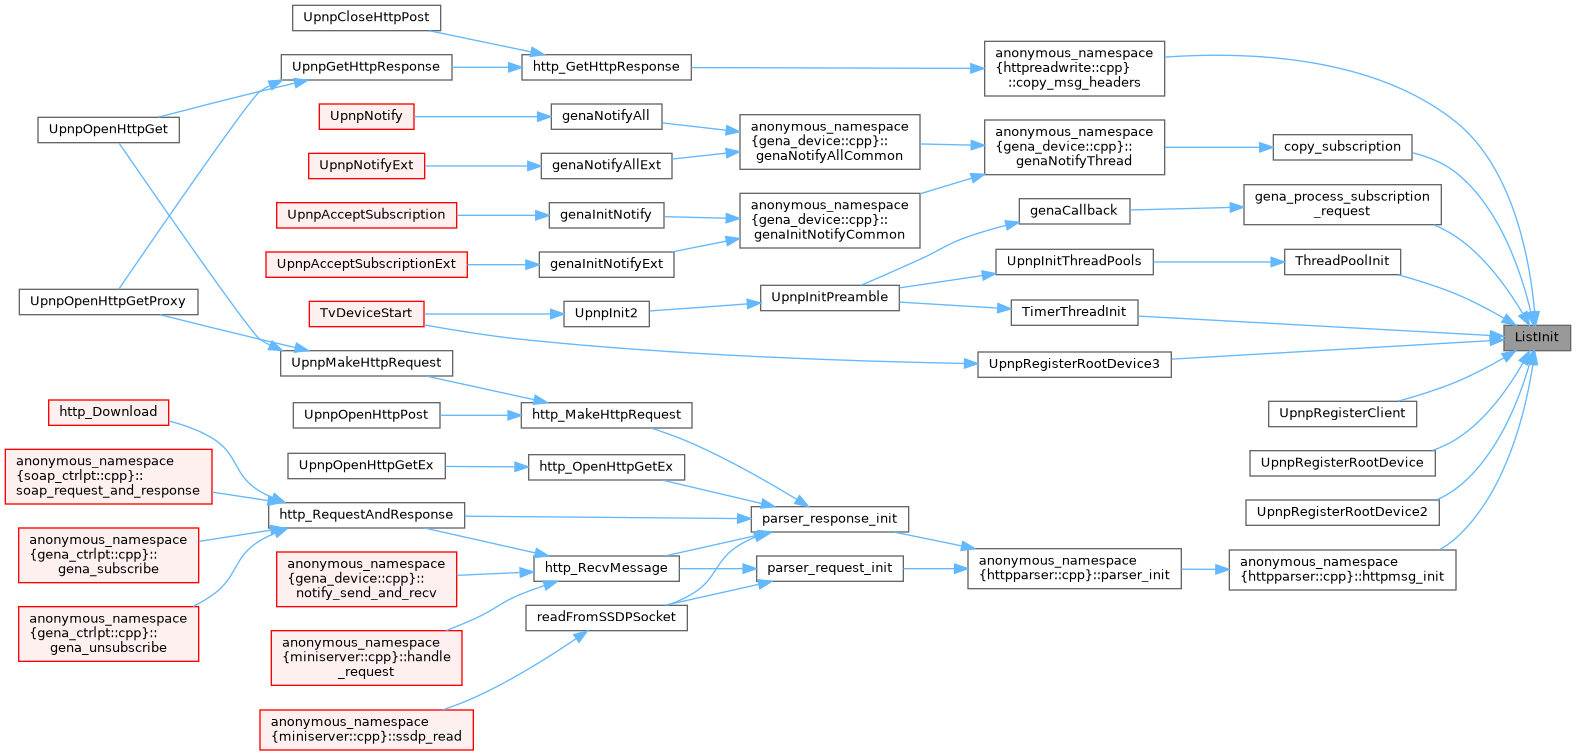 UpnpCloseHttpPost
UpnpGetHttpResponse
http_GetHttpResponse
anonymous_namespace
{httpreadwrite::cpp}
::copy_msg_headers
UpnpOpenHttpGet
UpnpNotify
genaNotifyAll
anonymous_namespace
{gena_device::cpp}::
genaNotifyAllCommon
anonymous_namespace
{gena_device::cpp}::
genaNotifyThread
copy_subscription
UpnpNotifyExt
genaNotifyAllExt
gena_process_subscription
_request
UpnpAcceptSubscription
genaInitNotify
anonymous_namespace
{gena_device::cpp}::
genaInitNotifyCommon
genaCallback
UpnpAcceptSubscriptionExt
genaInitNotifyExt
UpnpInitThreadPools
ThreadPoolInit
UpnpOpenHttpGetProxy
TvDeviceStart
UpnpInit2
UpnpInitPreamble
TimerThreadInit
ListInit
UpnpMakeHttpRequest
UpnpRegisterRootDevice3
http_Download
UpnpOpenHttpPost
http_MakeHttpRequest
UpnpRegisterClient
anonymous_namespace
{soap_ctrlpt::cpp}::
soap_request_and_response
UpnpOpenHttpGetEx
http_OpenHttpGetEx
UpnpRegisterRootDevice
http_RequestAndResponse
parser_response_init
UpnpRegisterRootDevice2
anonymous_namespace
{gena_ctrlpt::cpp}::
gena_subscribe
anonymous_namespace
{gena_device::cpp}::
notify_send_and_recv
http_RecvMessage
parser_request_init
anonymous_namespace
{httpparser::cpp}::parser_init
anonymous_namespace
{httpparser::cpp}::httpmsg_init
anonymous_namespace
{gena_ctrlpt::cpp}::
gena_unsubscribe
anonymous_namespace
{miniserver::cpp}::handle
_request
readFromSSDPSocket
anonymous_namespace
{miniserver::cpp}::ssdp_read